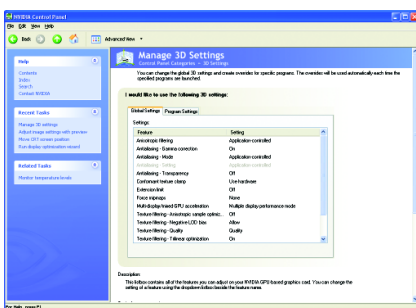 NVIDIA Control Panel
File Edit View Help
Back Advanced View
Help
Contents
Index
Search
Contact NVIDIA
Recent Tasks
Manage 3D settings
Adjust image settings with preview
Move CRT screen position
Run display optimization wizard
Related Tasks
Monitor temperature levels
Manage 3D Settings
Control Panel Categories > 3D Settings
You can change the global 3D settings and create overrides for specific programs. The overrides will be used automatically each time the
specified programs are launched.
I would like to use the following 3D settings:
Global Settings Program Settings
Settings:
Feature Setting
Anisotropic filtering Application-controlled
Antialiasing - Gamma correction On
Antialiasing - Mode Application-controlled
Antialiasing - Setting Application-controlled
Antialiasing - Transparency Off
Conformant texture clamp Use hardware
Extension limit Off
Force mipmaps None
Multi-display/mixed GPU acceleration Multiple display performance mode
Texture filtering - Anisotropic sample optimiz... Off
Texture filtering - Negative LOD bias Allow
Texture filtering - Quality Quality
Texture filtering - Trilinear optimization On
Description:
This listbox contains all of the features you can adjust on your NVIDIA GPU-based graphics card. You can change the
setting of a feature using the dropdown listbox beside the feature name.
For Help, press F1